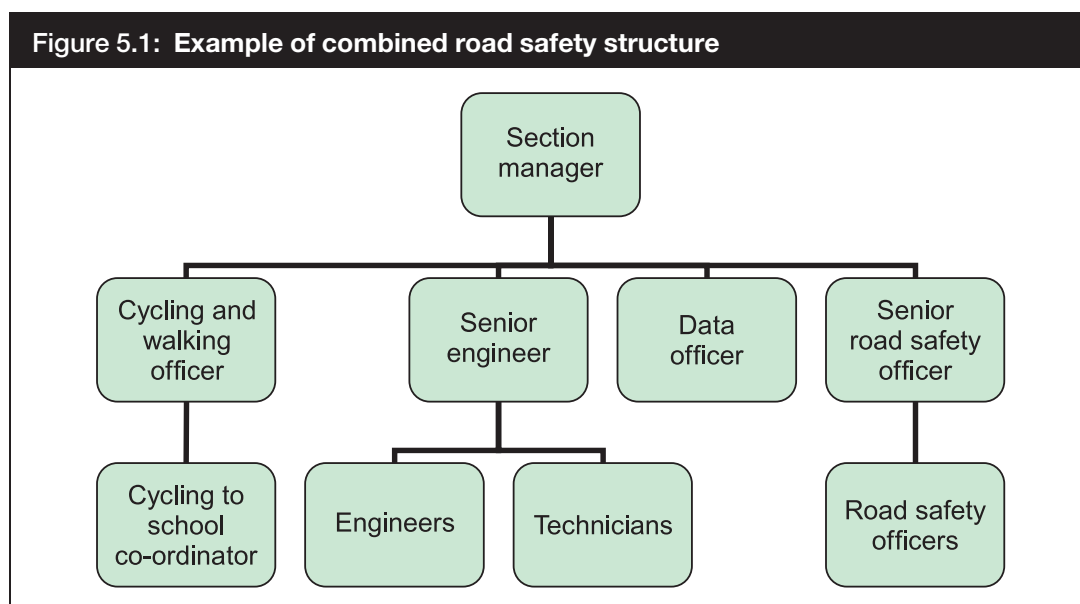 Figure 5.1: Example of combined road safety structure
Section
manager
Cycling and
walking
officer
Senior
engineer
Data
officer
Senior
road safety
officer
Cycling to
school
co-ordinator
Engineers
Technicians
Road safety
officers